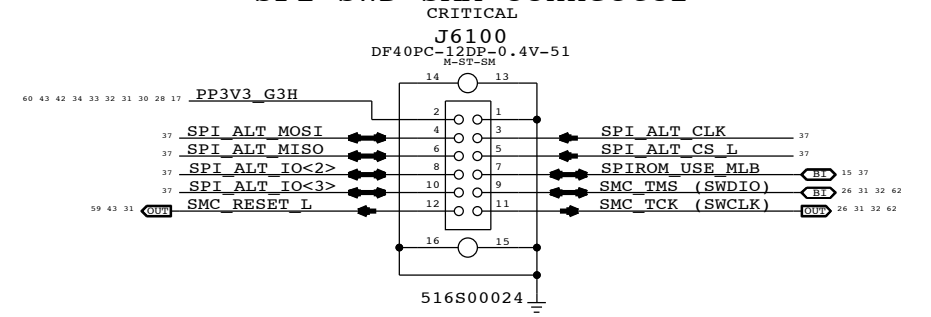 CRITICAL
J6100
DF40PC-12DP-0.4V-51
M-ST-SM
14 13
60 43 42 34 33 32 31 30 28 17 PP3V3_G3H
2 1
37 SPI_ALT_MOSI 4 3 SPI_ALT_CLK 37
37 SPI_ALT_MISO 6 5 SPI_ALT_CS_L 37
37 SPI_ALT_IO<2> 8 7 SPIROM_USE_MLB BI 15 37
37 SPI_ALT_IO<3> 10 9 SMC_TMS (SWDIO) BI 26 31 32 62
59 43 31 OUT SMC_RESET_L 12 11 SMC_TCK (SWCLK) OUT 26 31 32 62
16 15
516S00024